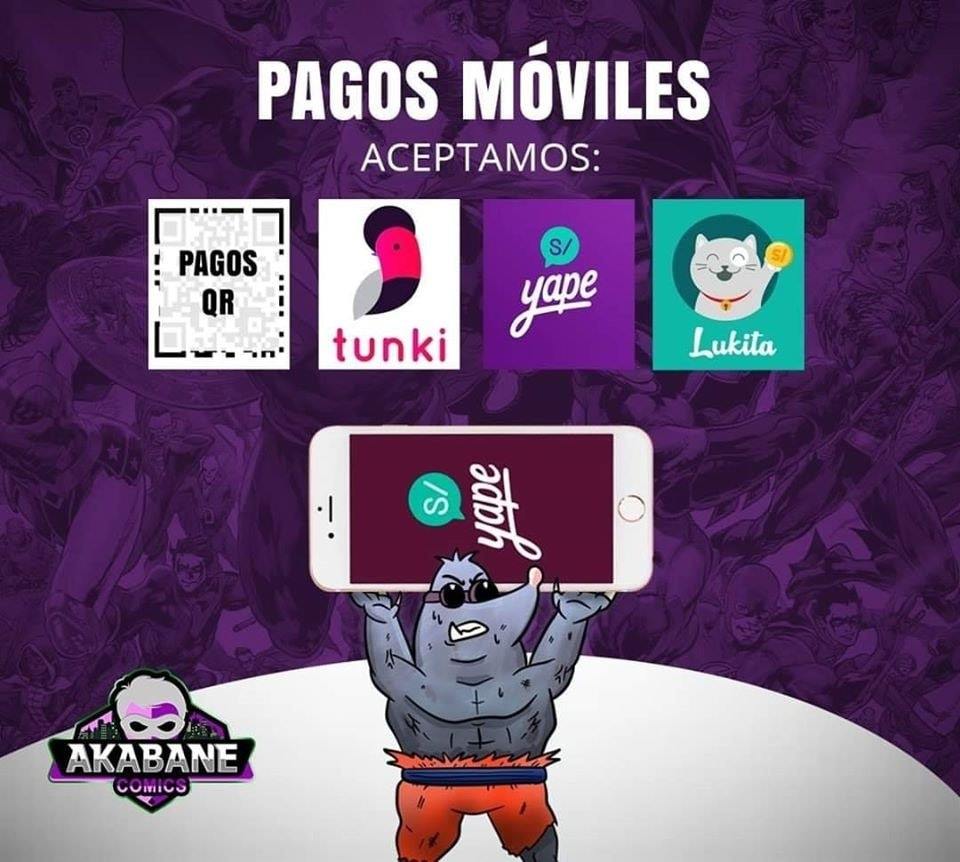 PAGOS MÓVILES
ACEPTAMOS:
PAGOS
QR
tunki
S/
yape
S/
Lukita
S/
yape
AKABANE
COMICS